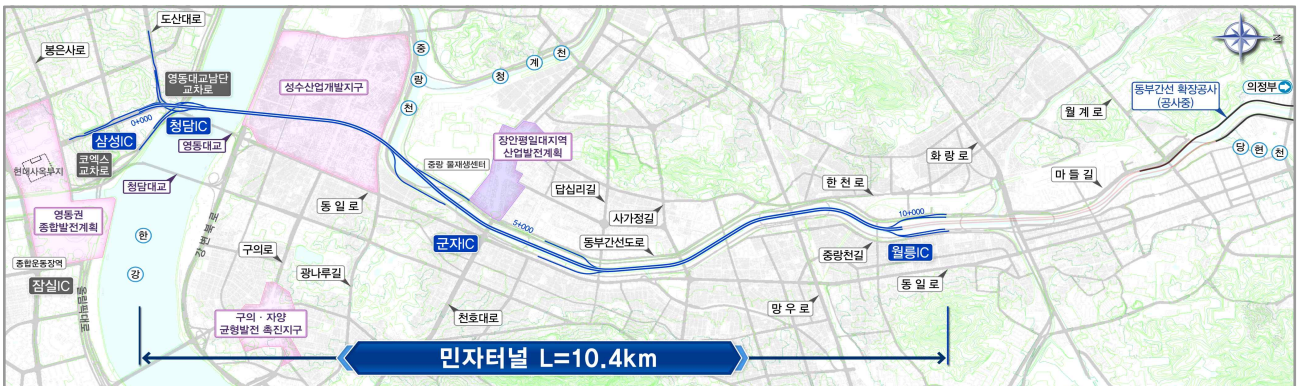 도산대로
봉은사로
영동대교남단
교차로
0+000
삼성IC
청담IC
코엑스
교차로
영동대교
현대사옥부지
청담대교
영동권
종합발전계획
종합운동장역
잠실IC
올림픽대로
한
강
강변북로
성수산업개발지구
중
랑
천
청
계
천
중랑 물재생센터
장안평일대지역
산업발전계획
동일로
구의로
광나루길
구의 · 자양
균형발전 촉진지구
군자IC
5+000
답십리길
사가정길
동부간선도로
천호대로
한천로
화랑로
중랑천길
10+000
월릉IC
동일로
망우로
마들길
월계로
동부간선 확장공사
(공사중)
의정부
당
현
천
N
민자터널 L=10.4km